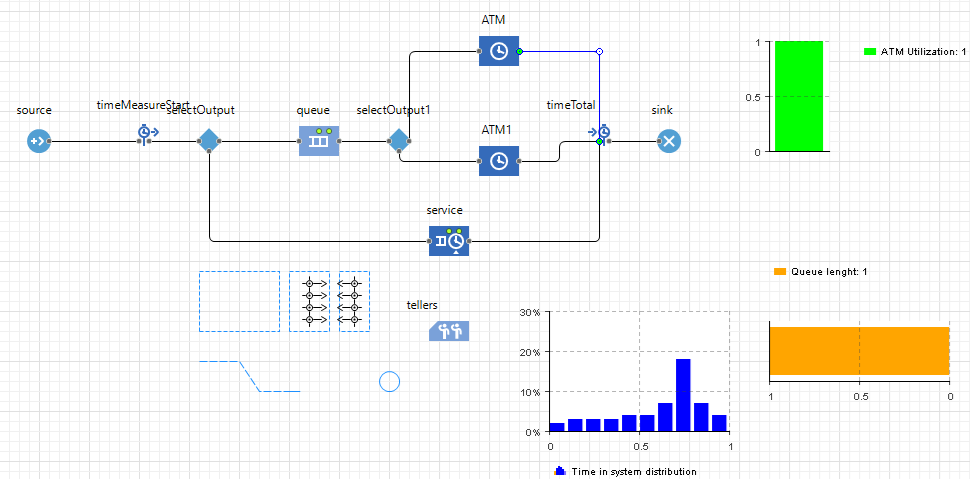 ATM
ATM Utilization: 1
1
0.5
0
source
timeMeasureStart
selectOutput
queue
selectOutput1
ATM1
timeTotal
sink
service
Queue lenght: 1
1
0.5
0
tellers
30%
20%
10%
0%
0
0.5
1
Time in system distribution